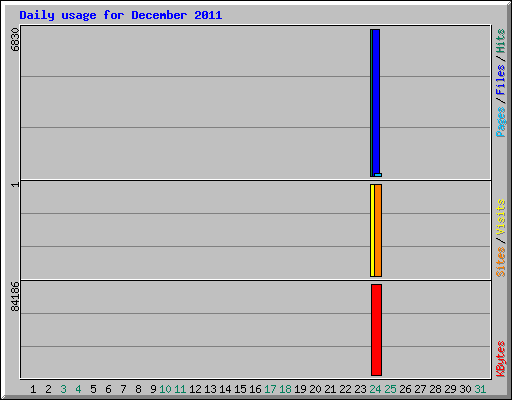 Daily usage for December 2011
6830
1
84186
Pages / Files / Hits
Sites / Visits
KBytes
1 2 3 4 5 6 7 8 9 10 11 12 13 14 15 16 17 18 19 20 21 22 23 24 25 26 27 28 29 30 31